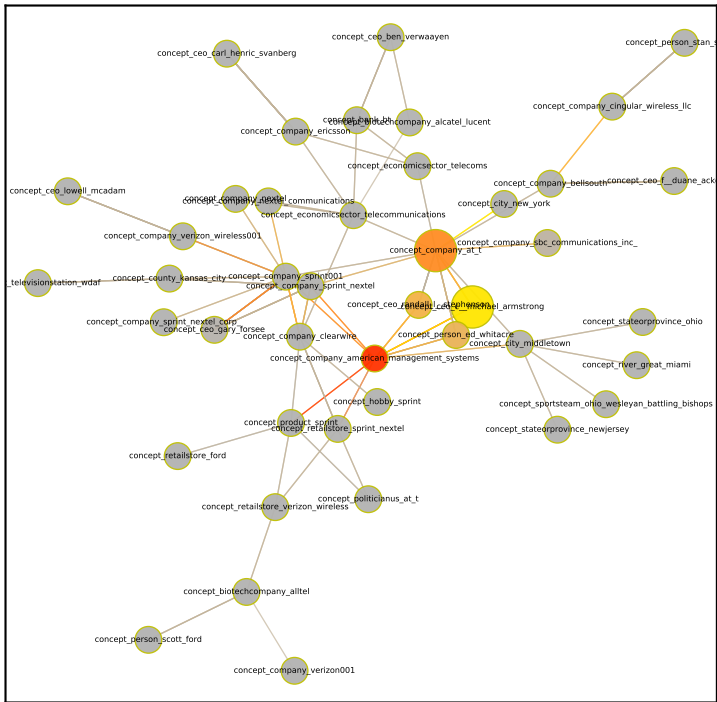 concept_ceo_ben_verwaayen
concept_person_stan_s
concept_ceo_carl_henric_svanberg
concept_company_cingular_wireless_llc
concept_bank_bt
concept_biotechcompany_alcatel_lucent
concept_company_ericsson
concept_economicsector_telecoms
concept_company_bellsouth
concept_ceo_f__duane_acke
concept_ceo_lowell_mcadam
concept_company_nextel
concept_company_nextel_communications
concept_city_new_york
concept_economicsector_telecommunications
concept_company_verizon_wireless001
concept_company_at_t
concept_company_sbc_communications_inc_
_televisionstation_wdaf
concept_county_kansas_city
concept_company_sprint001
concept_company_sprint_nextel
concept_ceo_randall_l__stephenson
michael_armstrong
concept_company_sprint_nextel_corp
concept_ceo_gary_forsee
concept_stateorprovince_ohio
concept_company_clearwire
concept_person_ed_whitacre
concept_city_middletown
concept_company_american_management_systems
concept_river_great_miami
concept_hobby_sprint
concept_sportsteam_ohio_wesleyan_battling_bishops
concept_product_sprint
concept_retailstore_sprint_nextel
concept_stateorprovince_newjersey
concept_retailstore_ford
concept_politicianus_at_t
concept_retailstore_verizon_wireless
concept_biotechcompany_alltel
concept_person_scott_ford
concept_company_verizon001